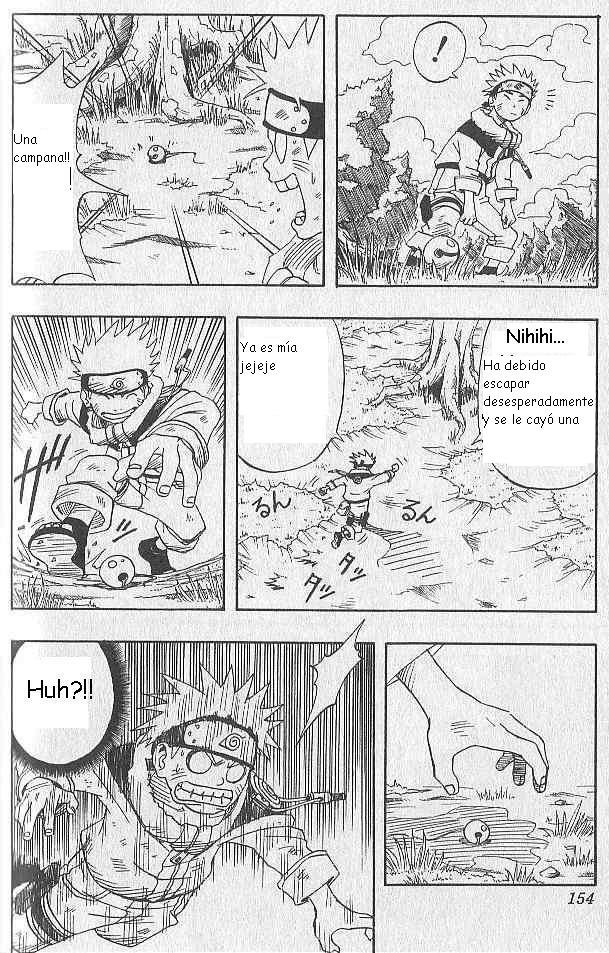 !
Una
campana!!
Nihihi...
Ha debido
escapar
desesperadamente
y se le cayó una
Ya es mía
jejeje
るん
るん
タッ
タッ
ッ
Huh?!!
154